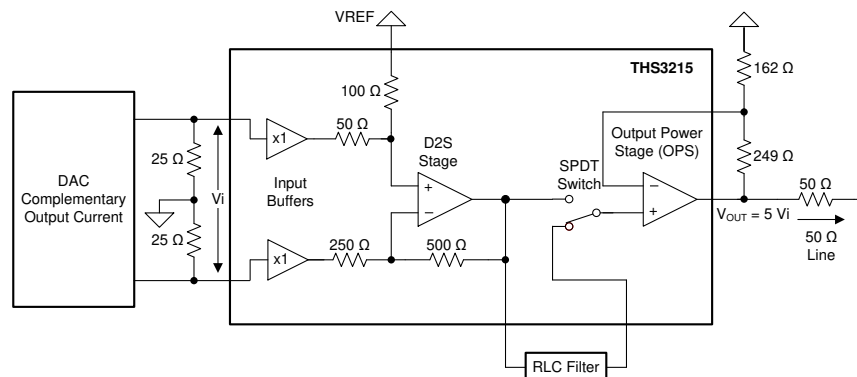 VREF
THS3215
162 Ω
100 Ω
50 Ω
D2S
Stage
Output Power
Stage (OPS)
249 Ω
x1
+
−
SPDT
Switch
−
+
50 Ω
VOUT = 5 Vi
50 Ω
Line
DAC
Complementary
Output Current
25 Ω
25 Ω
Vi
Input
Buffers
x1
250 Ω
500 Ω
RLC Filter